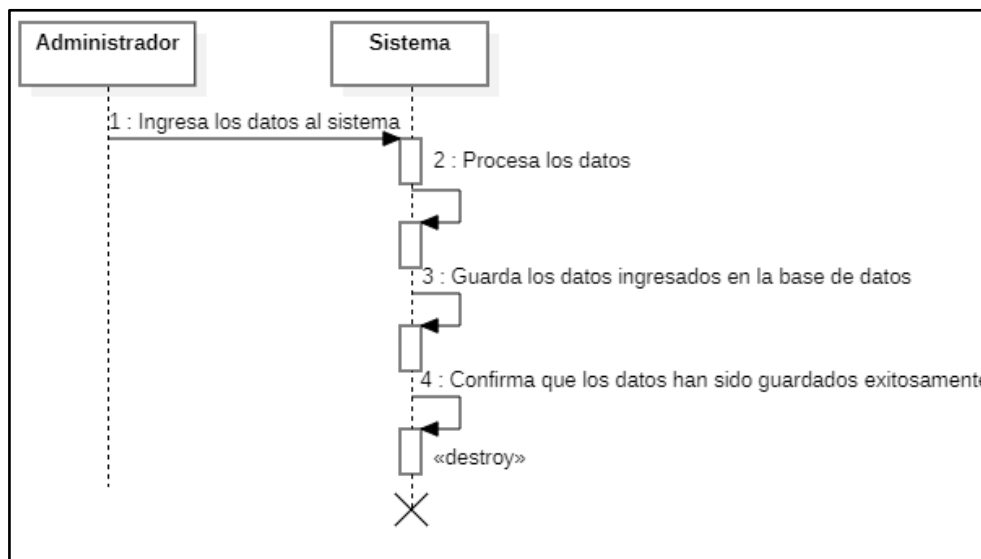 Administrador
Sistema
1 : Ingresa los datos al sistema
2 : Procesa los datos
3 : Guarda los datos ingresados en la base de datos
4 : Confirma que los datos han sido guardados exitosamente
«destroy»